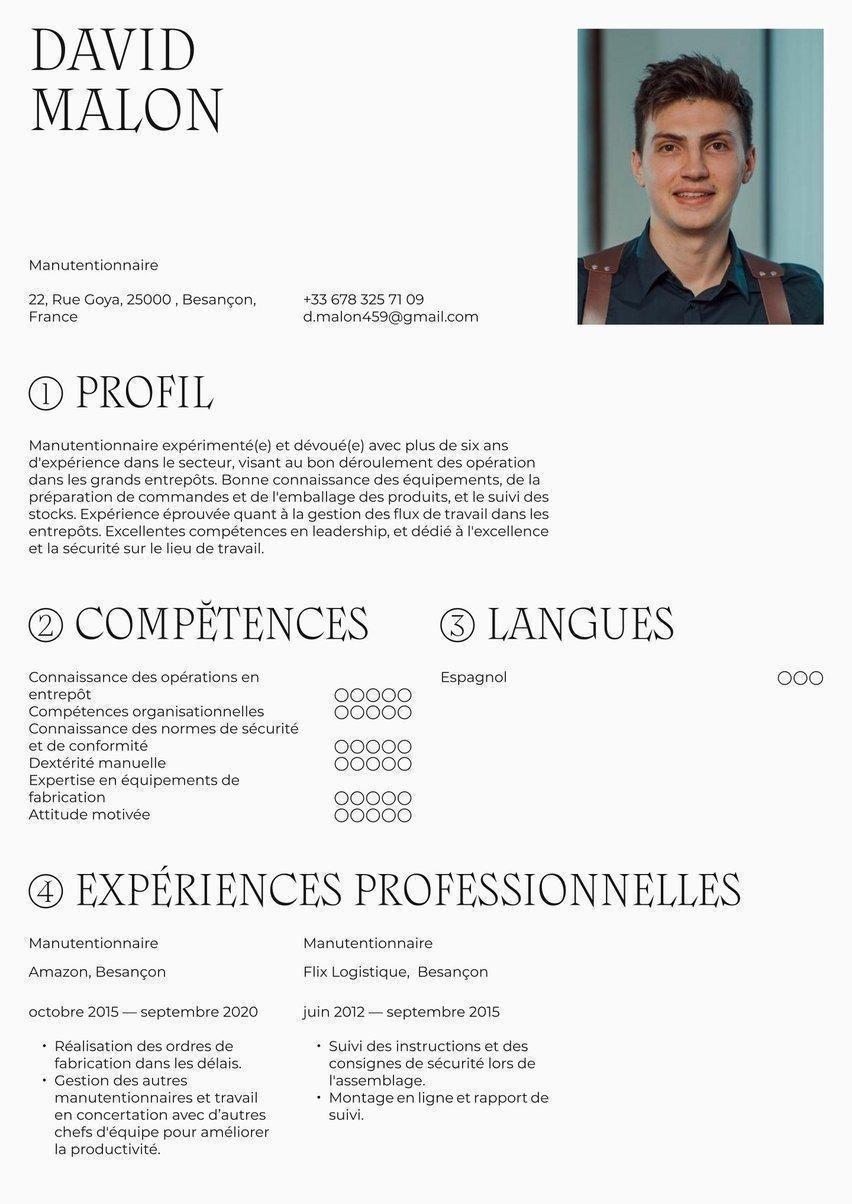 DAVID
MALON
Manutentionnaire
22, Rue Goya, 25000 , Besançon,
France
+33 678 325 71 09
d.malon459@gmail.com
① PROFIL
Manutentionnaire expérimenté(e) et dévoué(e) avec plus de six ans
d'expérience dans le secteur, visant au bon déroulement des opération
dans les grands entrepôts. Bonne connaissance des équipements, de la
préparation de commandes et de l'emballage des produits, et le suivi des
stocks. Expérience éprouvée quant à la gestion des flux de travail dans les
entrepôts. Excellentes compétences en leadership, et dédié à l'excellence
et la sécurité sur le lieu de travail.
② COMPĔTENCES
Connaissance des opérations en
entrepôt
Compétences organisationnelles
Connaissance des normes de sécurité
et de conformité
Dextérité manuelle
Expertise en équipements de
fabrication
Attitude motivée
③ LANGUES
Espagnol
④ EXPÉRIENCES PROFESSIONNELLES
Manutentionnaire
Amazon, Besançon
octobre 2015 — septembre 2020
• Réalisation des ordres de
fabrication dans les délais.
• Gestion des autres
manutentionnaires et travail
en concertation avec d’autres
chefs d'équipe pour améliorer
la productivité.
Manutentionnaire
Flix Logistique,  Besançon
juin 2012 — septembre 2015
• Suivi des instructions et des
consignes de sécurité lors de
l'assemblage.
• Montage en ligne et rapport de
suivi.